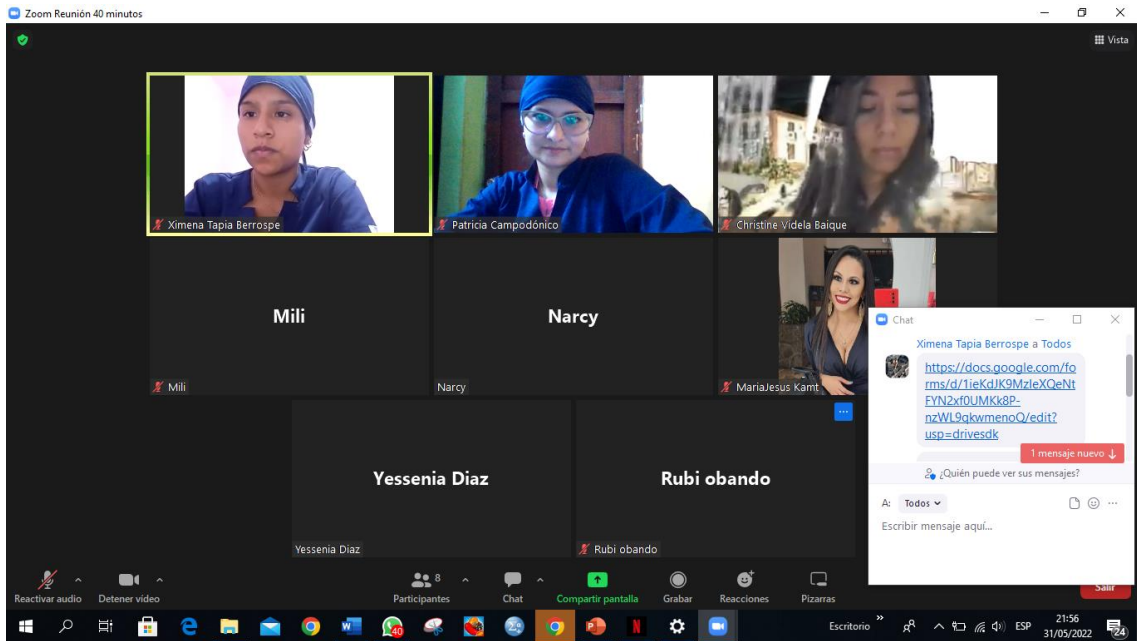 Zoom Reunión 40 minutos
Vista
Ximena Tapia Berrospe
Patricia Campodónico
Christine Videla Baique
Mili
Mili
Narcy
Narcy
MariaJesus Kamt
Yessenia Diaz
Yessenia Diaz
Rubi obando
Rubi obando
Chat
Ximena Tapia Berrospe a Todos
https://docs.google.com/fo
rms/d/1ieKdJK9MzleXQeNt
FYN2xf0UMKk8P-
nzWL9qkwmenoQ/edit?
usp=drivesdk
1 mensaje nuevo
¿Quién puede ver sus mensajes?
A: Todos
Escribir mensaje aquí...
Reactivar audio
Detener video
8
Participantes
Chat
Compartir pantalla
Grabar
Reacciones
Pizarras
Salir
40
Escritorio
ESP
21:56
31/05/2022
24